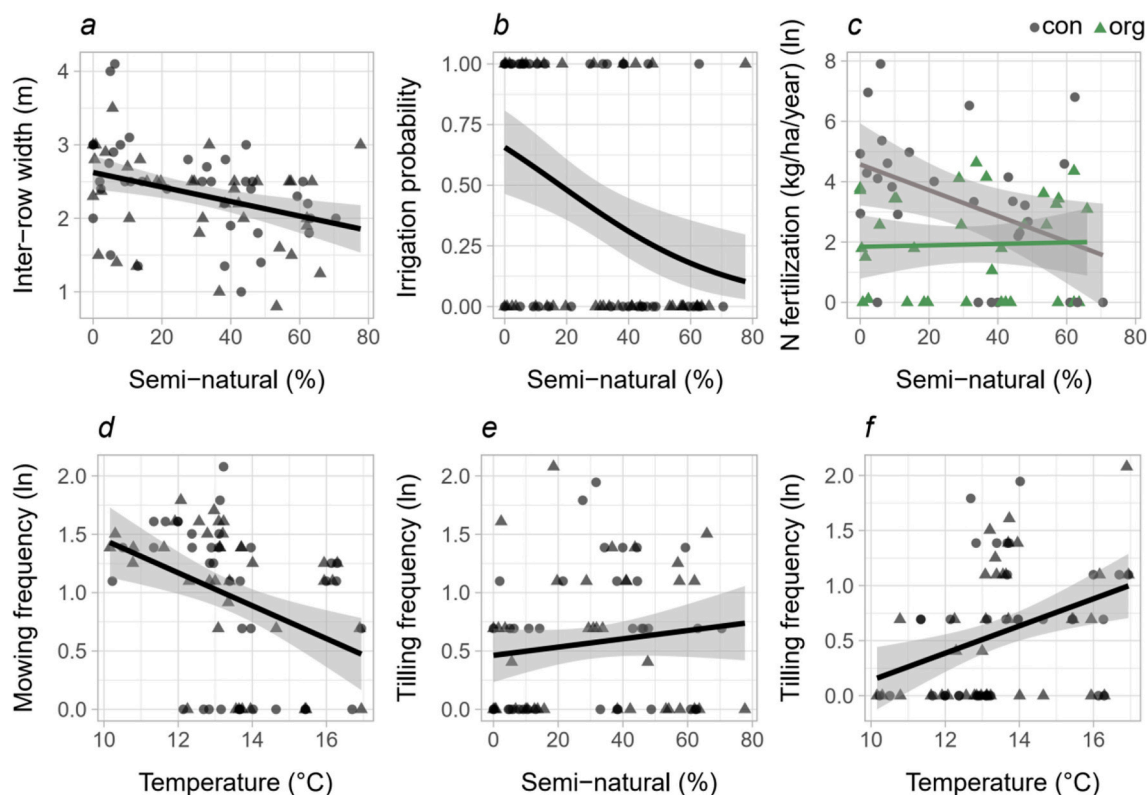 a
b
c
con org
Inter−row width (m)
4
3
2
1
0 20 40 60 80
Semi−natural (%)
Irrigation probability
1.00
0.75
0.50
0.25
0.00
0 20 40 60 80
Semi−natural (%)
N fertilization (kg/ha/year) (ln)
8
6
4
2
0
0 20 40 60 80
Semi−natural (%)
d
e
f
Mowing frequency (ln)
2.0
1.5
1.0
0.5
0.0
10 12 14 16
Temperature (°C)
Tilling frequency (ln)
2.0
1.5
1.0
0.5
0.0
0 20 40 60 80
Semi−natural (%)
Tilling frequency (ln)
2.0
1.5
1.0
0.5
0.0
10 12 14 16
Temperature (°C)